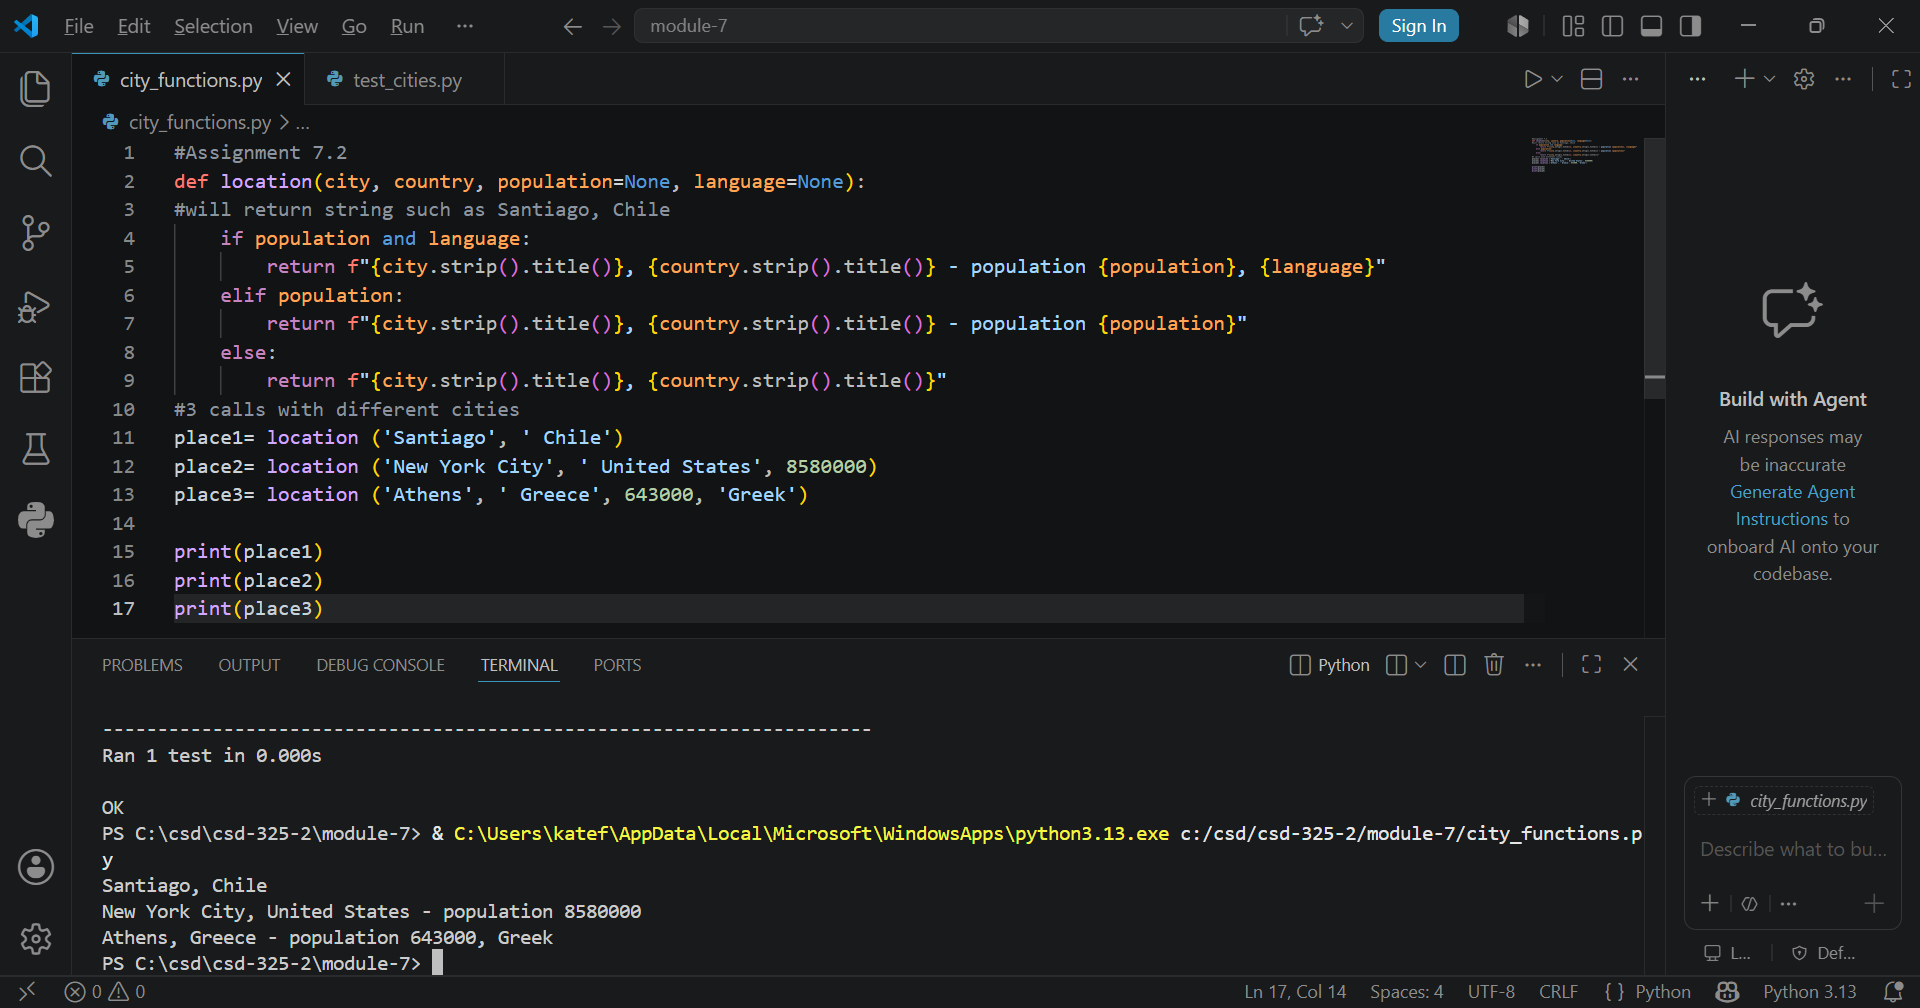 File Edit Selection View Go Run ··· module-7 Sign In
city_functions.py test_cities.py
city_functions.py > ...
1 #Assignment 7.2
2 def location(city, country, population=None, language=None):
3 #will return string such as Santiago, Chile
4     if population and language:
5         return f"{city.strip().title()}, {country.strip().title()} - population {population}, {language}"
6     elif population:
7         return f"{city.strip().title()}, {country.strip().title()} - population {population}"
8     else:
9         return f"{city.strip().title()}, {country.strip().title()}"
10 #3 calls with different cities
11 place1= location ('Santiago', ' Chile')
12 place2= location ('New York City', ' United States', 8580000)
13 place3= location ('Athens', ' Greece', 643000, 'Greek')
14
15 print(place1)
16 print(place2)
17 print(place3)
PROBLEMS OUTPUT DEBUG CONSOLE TERMINAL PORTS Python
----------------------------------------------------------------------
Ran 1 test in 0.000s
OK
PS C:\csd\csd-325-2\module-7> & C:\Users\katef\AppData\Local\Microsoft\WindowsApps\python3.13.exe c:/csd/csd-325-2/module-7/city_functions.p
y
Santiago, Chile
New York City, United States - population 8580000
Athens, Greece - population 643000, Greek
PS C:\csd\csd-325-2\module-7>
Build with Agent
AI responses may
be inaccurate
Generate Agent
Instructions to
onboard AI onto your
codebase.
city_functions.py
Describe what to bu...
L... Def...
0 0 Ln 17, Col 14 Spaces: 4 UTF-8 CRLF { } Python Python 3.13